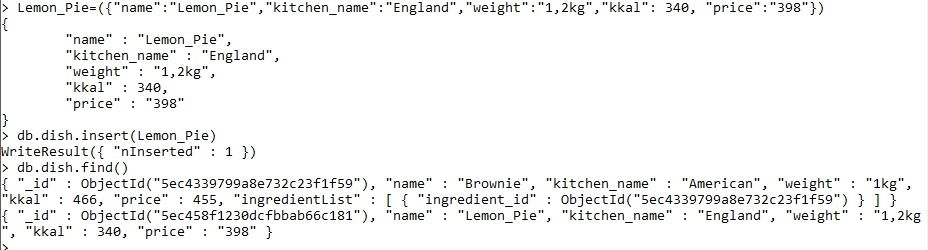 > Lemon_Pie=({"name":"Lemon_Pie","kitchen_name":"England","weight":"1,2kg","kkal": 340, "price":"398"})
{
        "name" : "Lemon_Pie",
        "kitchen_name" : "England",
        "weight" : "1,2kg",
        "kkal" : 340,
        "price" : "398"
}
> db.dish.insert(Lemon_Pie)
WriteResult({ "nInserted" : 1 })
> db.dish.find()
{ "_id" : ObjectId("5ec4339799a8e732c23f1f59"), "name" : "Brownie", "kitchen_name" : "American", "weight" : "1kg",
"kkal" : 466, "price" : 455, "ingredientList" : [ { "ingredient_id" : ObjectId("5ec4339799a8e732c23f1f59") } ] }
{ "_id" : ObjectId("5ec458f1230dcfbbab66c181"), "name" : "Lemon_Pie", "kitchen_name" : "England", "weight" : "1,2kg
", "kkal" : 340, "price" : "398" }
>